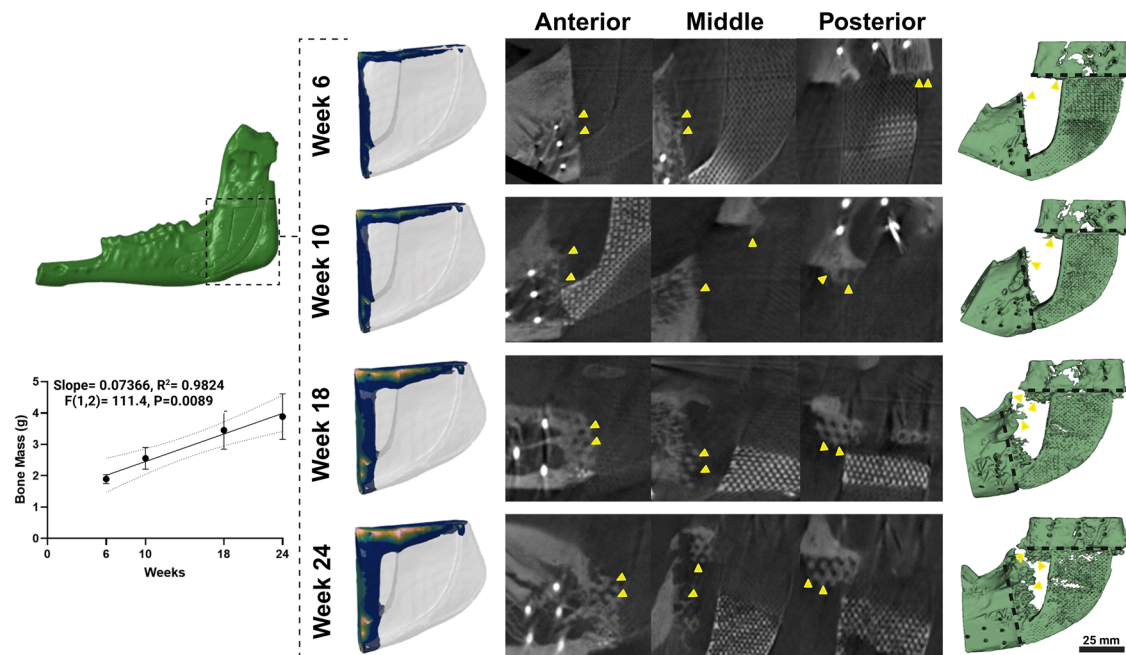 Anterior
Middle
Posterior
Week 6
Week 10
Week 18
Week 24
Slope= 0.07366, R²= 0.9824
F(1,2)= 111.4, P=0.0089
Bone Mass (g)
5
4
3
2
1
0
0
6
10
18
24
Weeks
25 mm